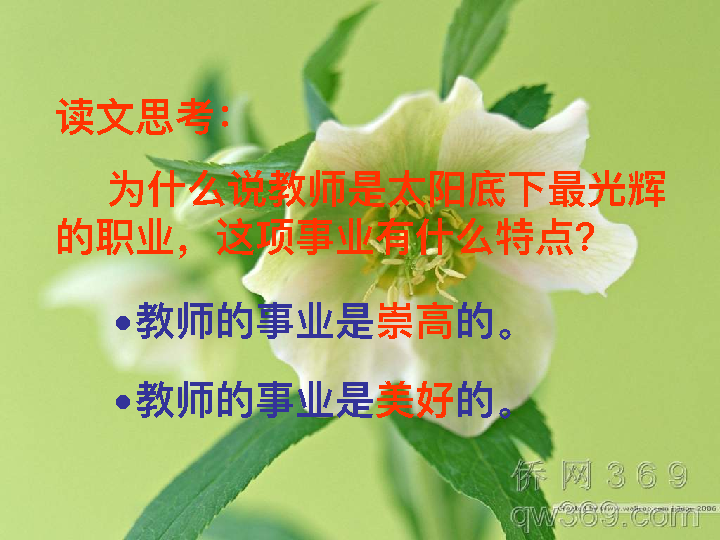 读文思考：
为什么说教师是太阳底下最光辉
的职业，这项事业有什么特点？
•教师的事业是崇高的。
•教师的事业是美好的。
侨网369
qw369.com